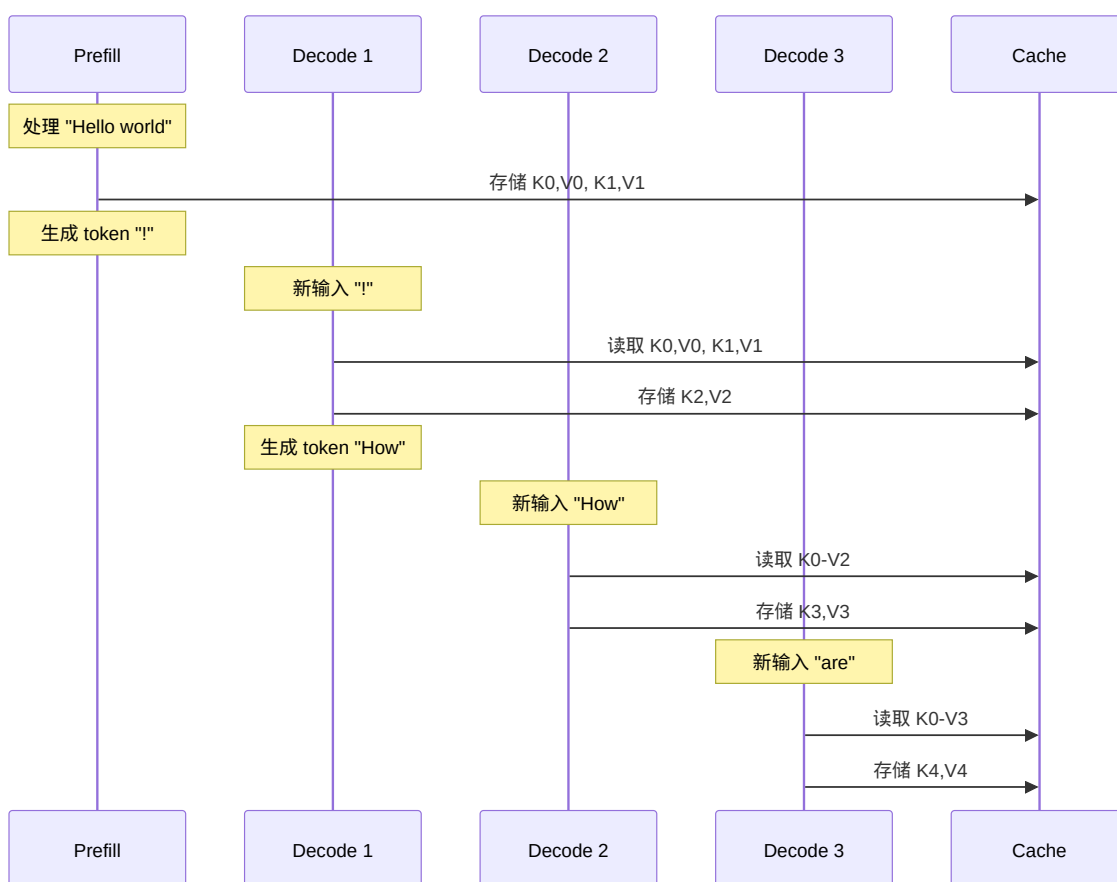 Prefill
Decode 1
Decode 2
Decode 3
Cache
处理 "Hello world"
存储 K0,V0, K1,V1
生成 token "!"
新输入 "!"
读取 K0,V0, K1,V1
存储 K2,V2
生成 token "How"
新输入 "How"
读取 K0-V2
存储 K3,V3
新输入 "are"
读取 K0-V3
存储 K4,V4
Prefill
Decode 1
Decode 2
Decode 3
Cache